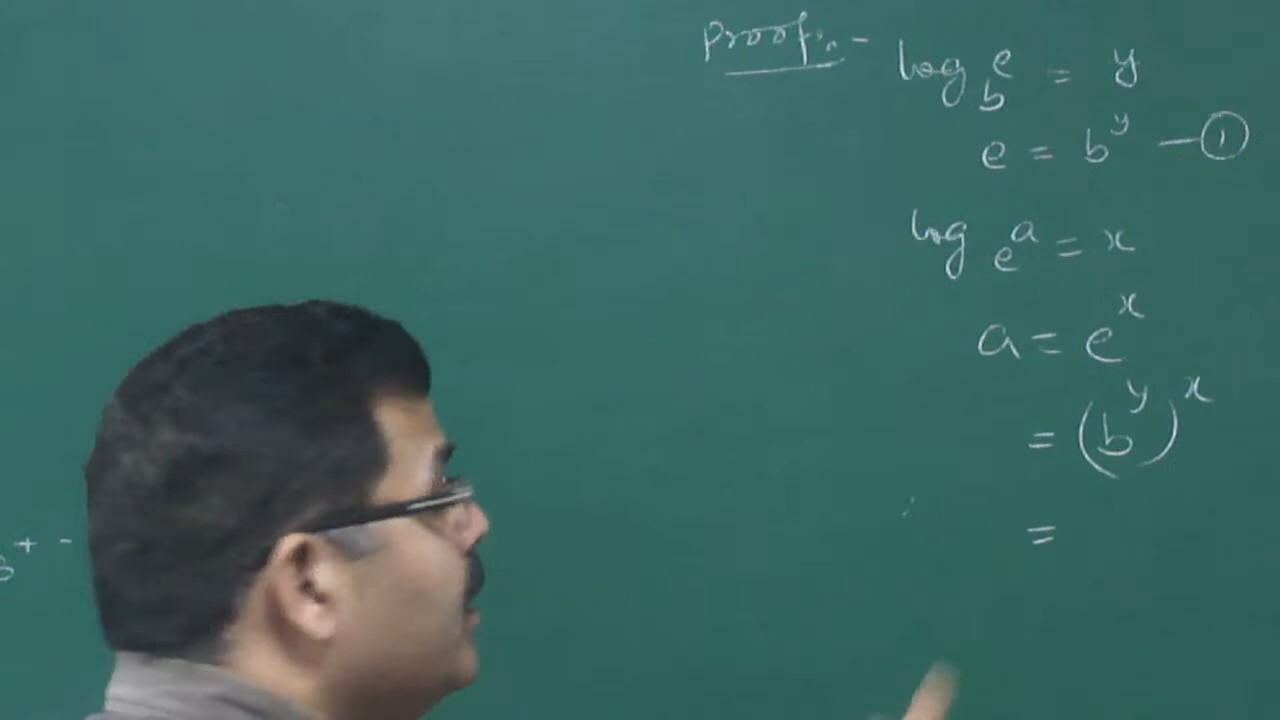 Proof:-
log_b e = y
e = b^y —①
log_e a = x
a = e^x
= (b^y)^x
=